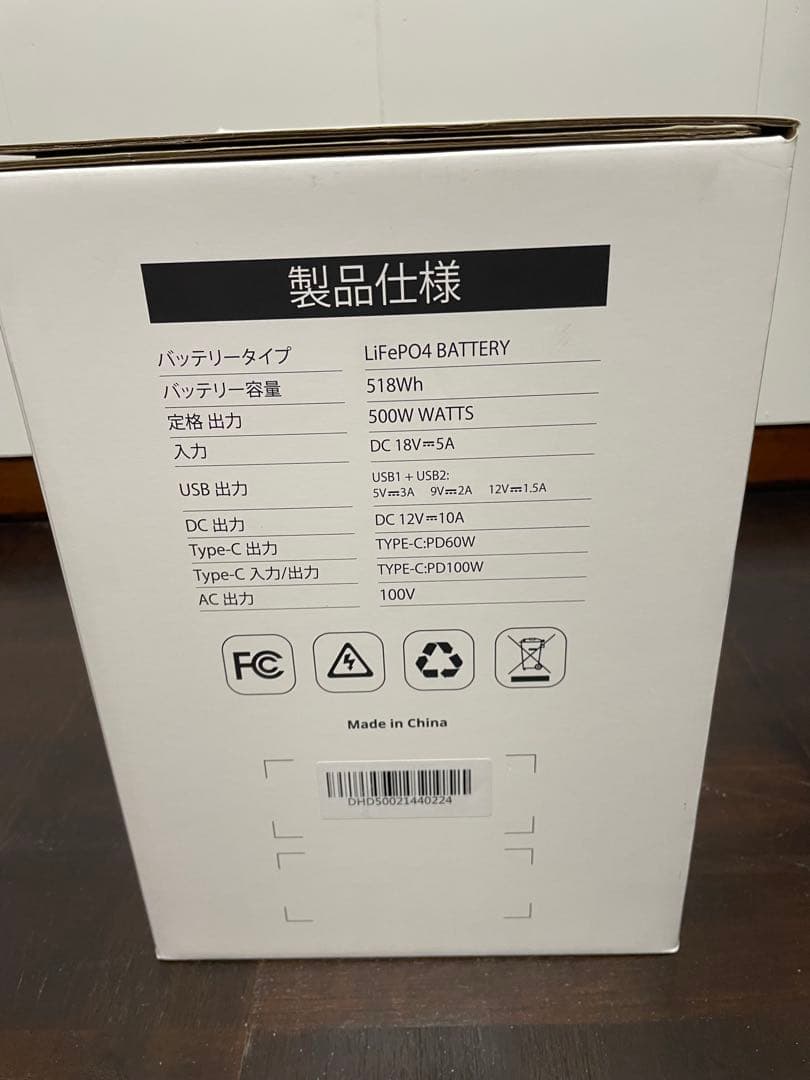 製品仕様
バッテリータイプ LiFePO4 BATTERY
バッテリー容量 518Wh
定格 出力 500W WATTS
入力 DC 18V⎓5A
USB 出力 USB1 + USB2:
5V⎓3A 9V⎓2A 12V⎓1.5A
DC 出力 DC 12V⎓10A
Type-C 出力 TYPE-C:PD60W
Type-C 入力/出力 TYPE-C:PD100W
AC 出力 100V
FC
Made in China
DHD50021440224